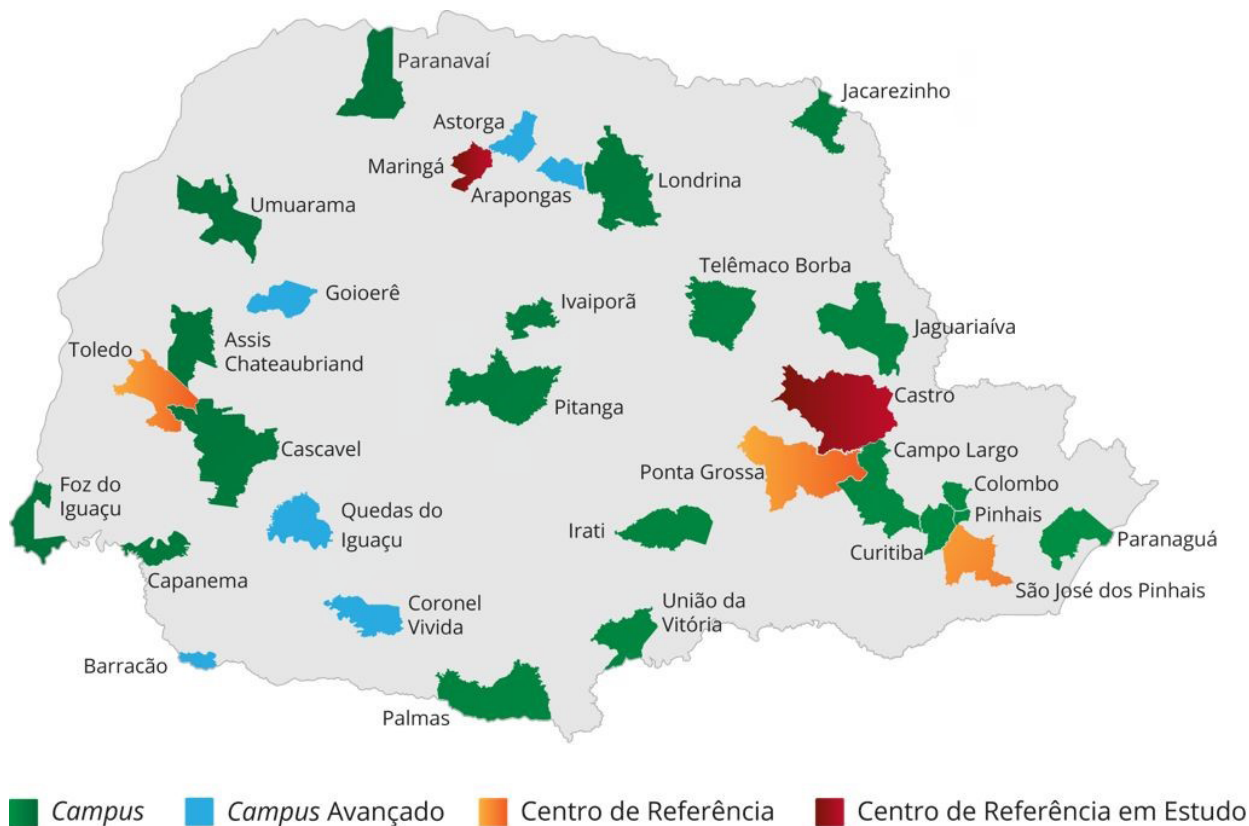 Paranavaí
Jacarezinho
Astorga
Maringá
Arapongas
Londrina
Umuarama
Telêmaco Borba
Goioerê
Ivaiporã
Jaguariaíva
Toledo
Assis
Chateaubriand
Castro
Pitanga
Cascavel
Campo Largo
Ponta Grossa
Foz do
Iguaçu
Colombo
Quedas do
Iguaçu
Pinhais
Irati
Paranaguá
Curitiba
Capanema
São José dos Pinhais
Coronel
Vivida
União da
Vitória
Barracão
Palmas
Campus
Campus Avançado
Centro de Referência
Centro de Referência em Estudo